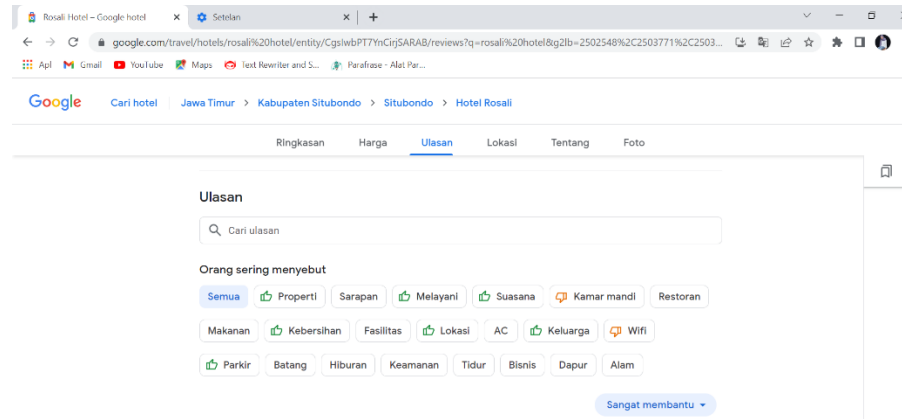 Rosali Hotel – Google hotel
Setelan
google.com/travel/hotels/rosali%20hotel/entity/CgsIwbPT7YnCirjSARAB/reviews?q=rosali%20hotel&g2lb=2502548%2C2503771%2C2503...
Apl Gmail YouTube Maps Text Rewriter and S... Parafrase - Alat Par...
Google Cari hotel Jawa Timur > Kabupaten Situbondo > Situbondo > Hotel Rosali
RIngkasan Harga Ulasan Lokasi Tentang Foto
Ulasan
Cari ulasan
Orang sering menyebut
Semua Properti Sarapan Melayani Suasana Kamar mandi Restoran
Makanan Kebersihan Fasilitas Lokasi AC Keluarga Wifi
Parkir Batang Hiburan Keamanan Tidur Bisnis Dapur Alam
Sangat membantu